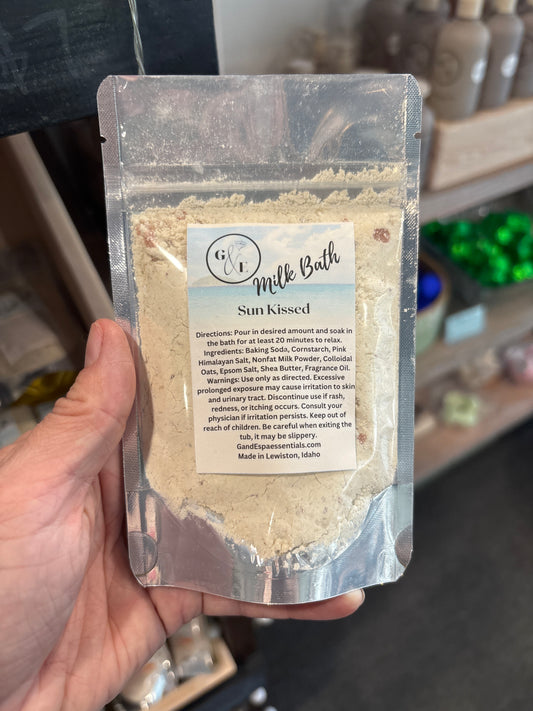 G & E
Milk Bath
Sun Kissed
Directions: Pour in desired amount and soak in
the bath for at least 20 minutes to relax.
Ingredients: Baking Soda, Cornstarch, Pink
Himalayan Salt, Nonfat Milk Powder, Colloidal
Oats, Epsom Salt, Shea Butter, Fragrance Oil.
Warnings: Use only as directed. Excessive
prolonged exposure may cause irritation to skin
and urinary tract. Discontinue use if rash,
redness, or itching occurs. Consult your
physician if irritation persists. Keep out of
reach of children. Be careful when exiting the
tub, it may be slippery.
GandEspaessentials.com
Made in Lewiston, Idaho